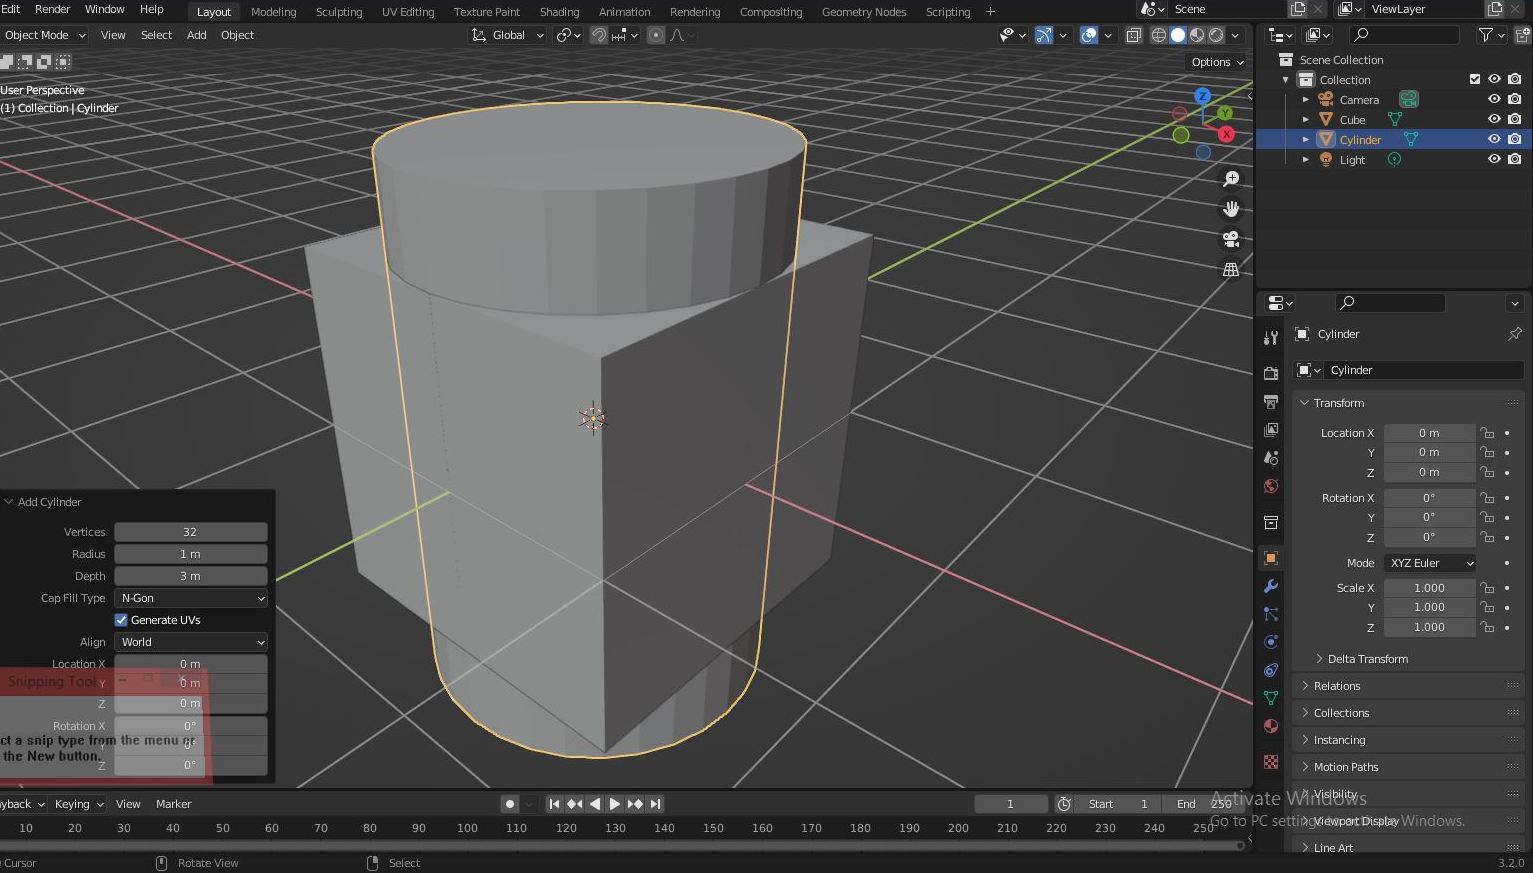 Edit Render Window Help Layout Modeling Sculpting UV Editing Texture Paint Shading Animation Rendering Compositing Geometry Nodes Scripting + Scene ViewLayer
Object Mode View Select Add Object Global
Options
User Perspective
(1) Collection | Cylinder
Z
Y
X
Scene Collection
Collection
Camera
Cube
Cylinder
Light
Cylinder
Cylinder
Transform
Location X 0 m
Y 0 m
Z 0 m
Rotation X 0°
Y 0°
Z 0°
Mode XYZ Euler
Scale X 1.000
Y 1.000
Z 1.000
Delta Transform
Relations
Collections
Instancing
Motion Paths
Visibility
Viewport Display
Line Art
Add Cylinder
Vertices 32
Radius 1 m
Depth 3 m
Cap Fill Type N-Gon
Generate UVs
Align World
Location X 0 m
Y 0 m
Z 0 m
Rotation X 0°
Y 0°
Z 0°
Snipping Tool
ct a snip type from the menu or
the New button.
yback Keying View Marker 1 Start 1 End 250
10 20 30 40 50 60 70 80 90 100 110 120 130 140 150 160 170 180 190 200 210 220 230 240 250
Activate Windows
Go to PC settings to activate Windows.
Cursor Rotate View Select 3.2.0